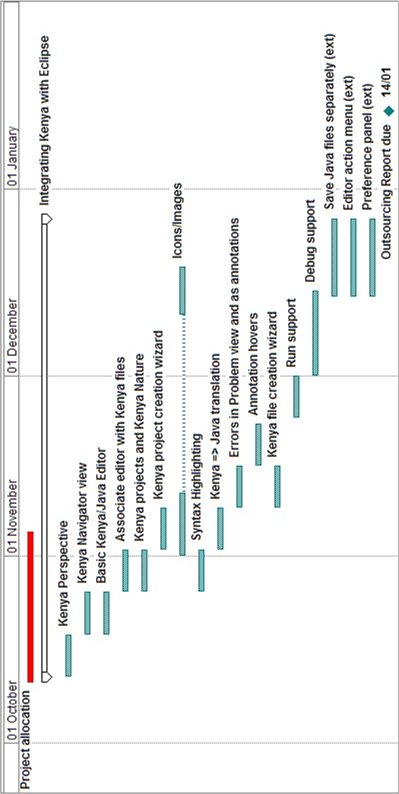 01 October
01 November
01 December
01 January
Project allocation
Integrating Kenya with Eclipse
Kenya Perspective
Kenya Navigator view
Basic Kenya/Java Editor
Associate editor with Kenya files
Kenya projects and Kenya Nature
Kenya project creation wizard
Icons/Images
Syntax Highlighting
Kenya => Java translation
Errors in Problem view and as annotations
Annotation hovers
Kenya file creation wizard
Run support
Debug support
Save Java files separately (ext)
Editor action menu (ext)
Preference panel (ext)
Outsourcing Report due 14/01